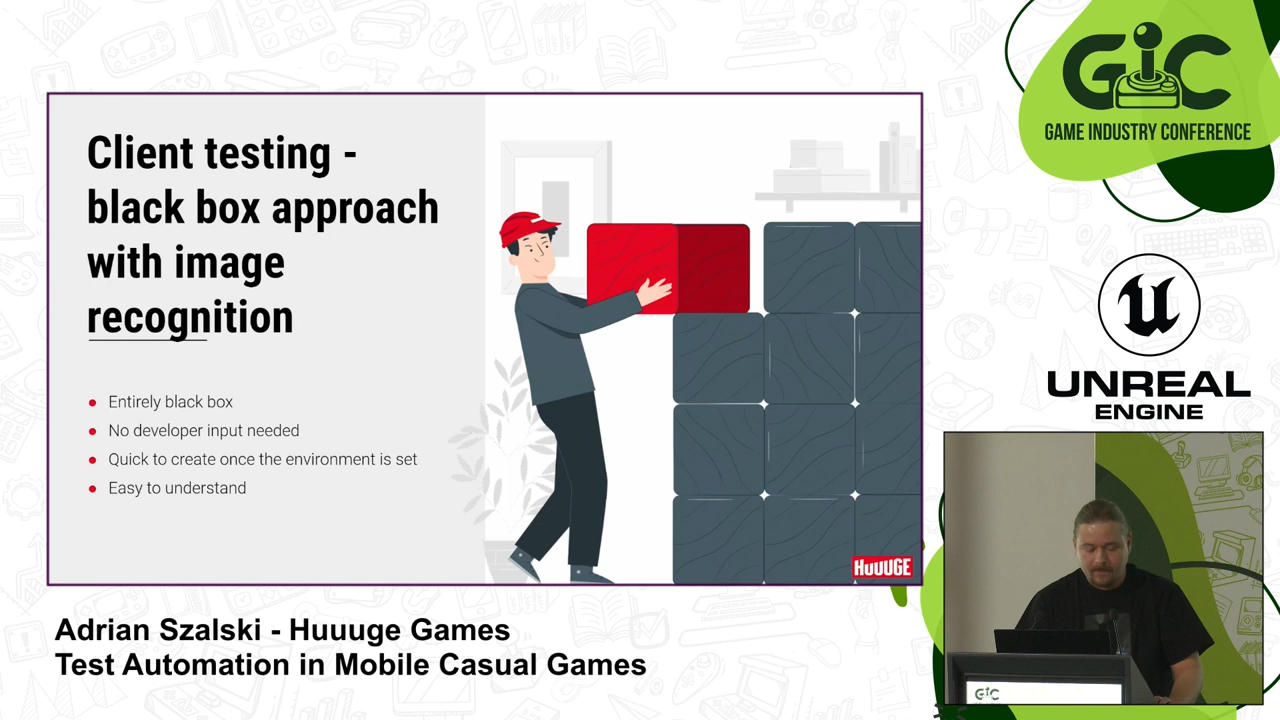 Client testing -
black box approach
with image
recognition
Entirely black box
No developer input needed
Quick to create once the environment is set
Easy to understand
HUUUGE
GIC
GAME INDUSTRY CONFERENCE
UNREAL
ENGINE
GIC
Adrian Szalski - Huuuge Games
Test Automation in Mobile Casual Games